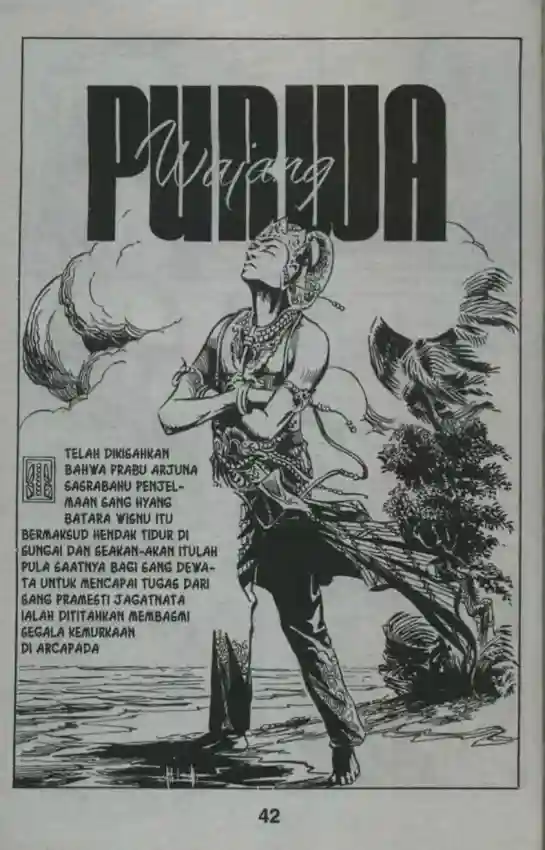 PURWA
Wajang
TELAH DIKISAHKAN
BAHWA PRABU ARJUNA
SASRABAHU PENJEL-
MAAN SANG HYANG
BATARA WISNU ITU
BERMAKSUD HENDAK TIDUR DI
SUNGAI DAN SEAKAN-AKAN ITULAH
PULA SAATNYA BAGI SANG DEWA-
TA UNTUK MENCAPAI TUGAS DARI
SANG PRAMESTI JAGATNATA
IALAH DITITAHKAN MEMBASMI
SEGALA KEMURKAAN
DI ARCAPADA
42